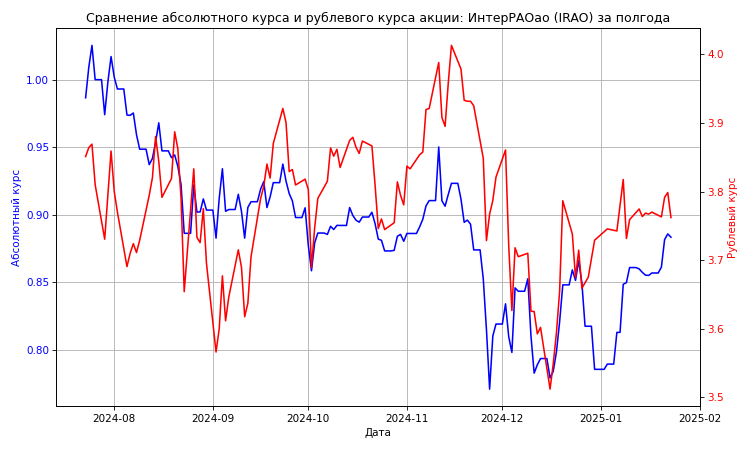 Сравнение абсолютного курса и рублевого курса акции: ИнтерРАОао (IRAO) за полгода
1.00
0.95
0.90
0.85
0.80
Абсолютный курс
4.0
3.9
3.8
3.7
3.6
3.5
Рублевый курс
2024-08 2024-09 2024-10 2024-11 2024-12 2025-01 2025-02
Дата